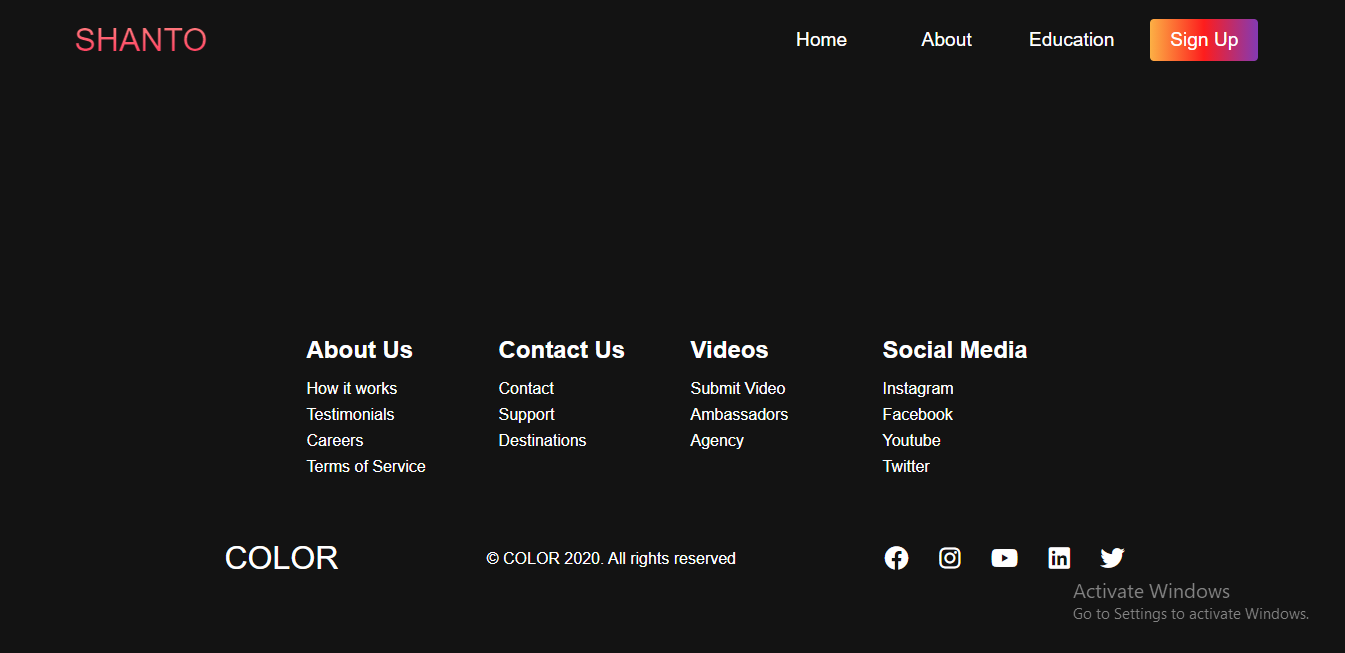 SHANTO
Home About Education Sign Up
About Us Contact Us Videos Social Media
How it works Contact Submit Video Instagram
Testimonials Support Ambassadors Facebook
Careers Destinations Agency Youtube
Terms of Service Twitter
COLOR © COLOR 2020. All rights reserved
Activate Windows
Go to Settings to activate Windows.